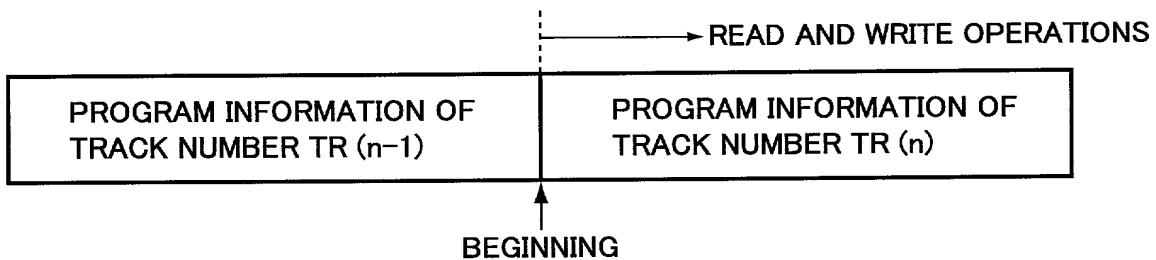 READ AND WRITE OPERATIONS
PROGRAM INFORMATION OF
TRACK NUMBER TR (n-1)
PROGRAM INFORMATION OF
TRACK NUMBER TR (n)
BEGINNING